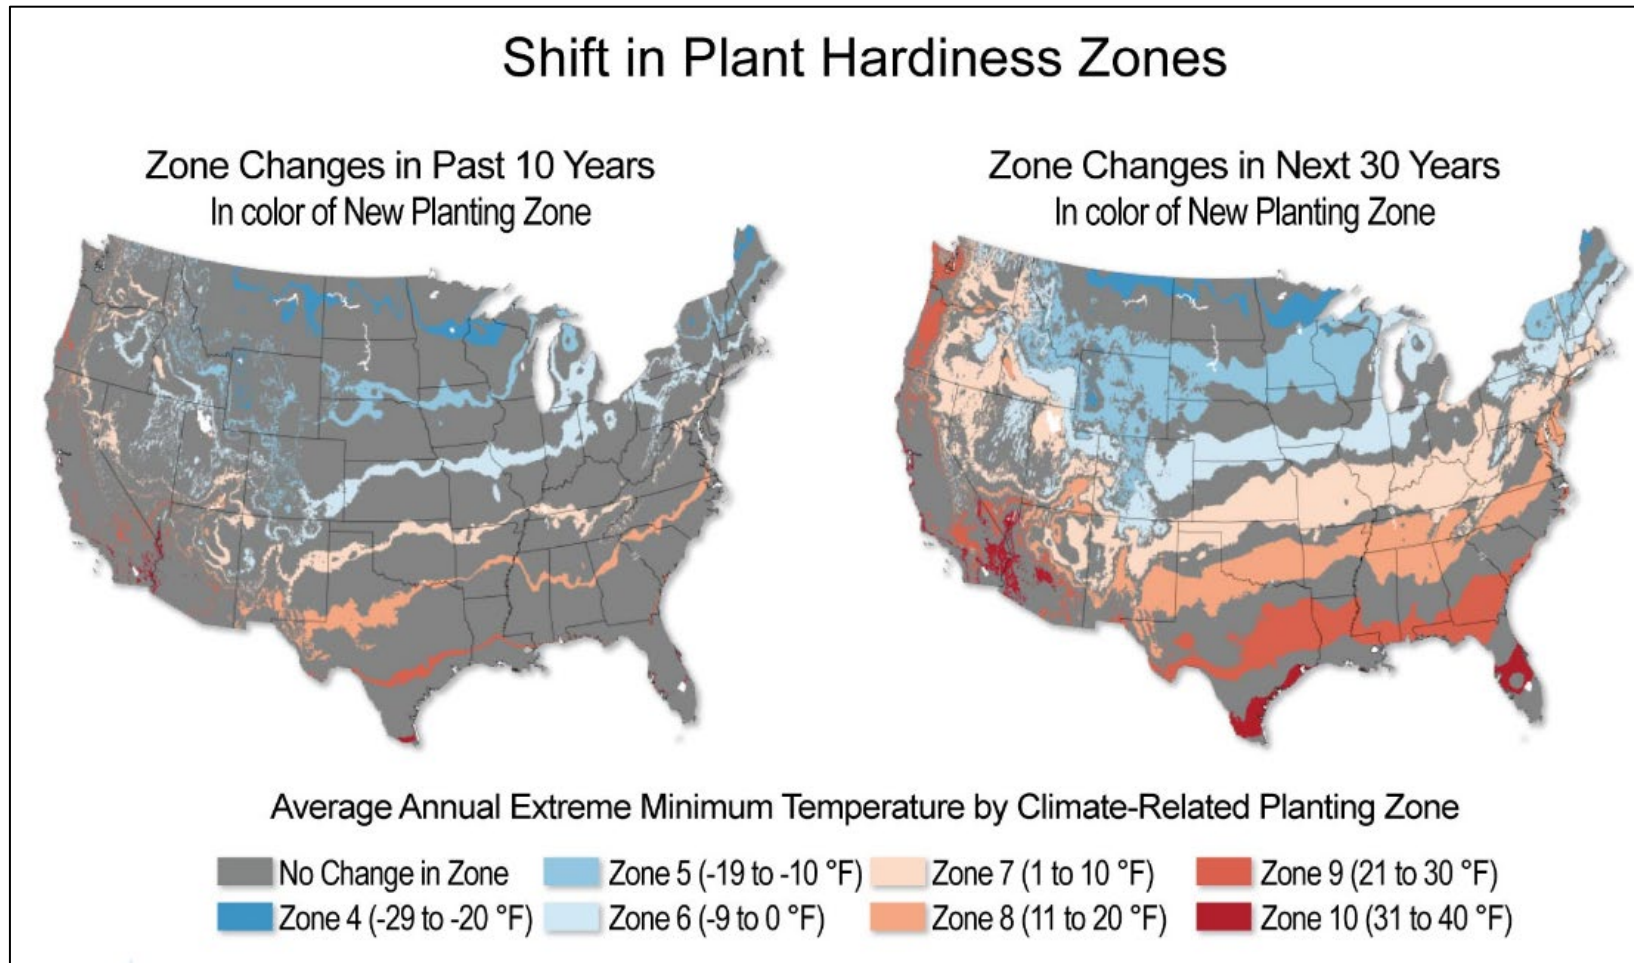 Shift in Plant Hardiness Zones
Zone Changes in Past 10 Years
In color of New Planting Zone
Zone Changes in Next 30 Years
In color of New Planting Zone
Average Annual Extreme Minimum Temperature by Climate-Related Planting Zone
No Change in Zone
Zone 4 (-29 to -20 °F)
Zone 5 (-19 to -10 °F)
Zone 6 (-9 to 0 °F)
Zone 7 (1 to 10 °F)
Zone 8 (11 to 20 °F)
Zone 9 (21 to 30 °F)
Zone 10 (31 to 40 °F)